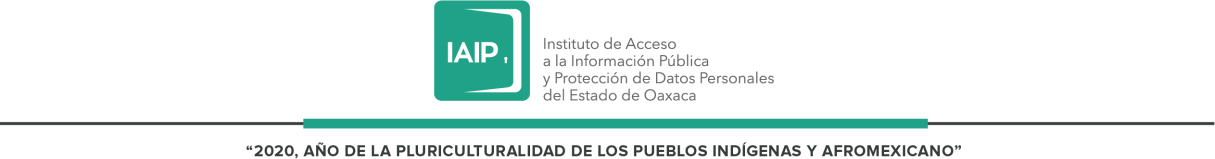 IAIP
Instituto de Acceso
a la Información Pública
y Protección de Datos Personales
del Estado de Oaxaca
“2020, AÑO DE LA PLURICULTURALIDAD DE LOS PUEBLOS INDÍGENAS Y AFROMEXICANO”